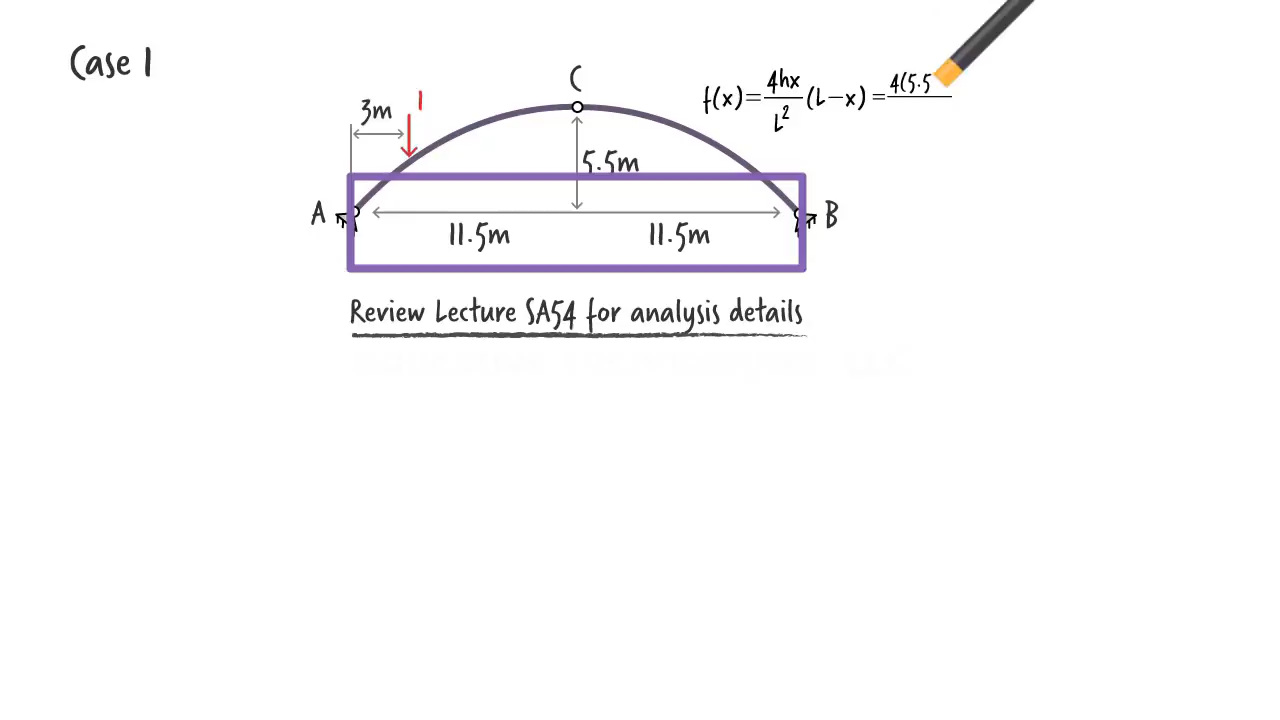 Case 1
C
3m
1
f(x)=4hx/L²(L−x)=4(5.5
5.5m
A
B
11.5m
11.5m
Review Lecture SA54 for analysis details